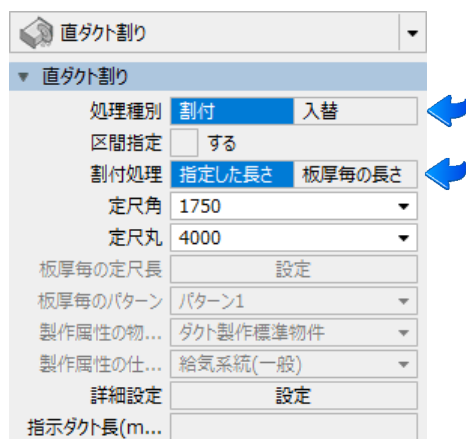 直ダクト割り
直ダクト割り
処理種別 割付 入替
区間指定 する
割付処理 指定した長さ 板厚毎の長さ
定尺角 1750
定尺丸 4000
板厚毎の定尺長 設定
板厚毎のパターン パターン1
製作属性の物... ダクト製作標準物件
製作属性の仕... 給気系統(一般)
詳細設定 設定
指示ダクト長(m...